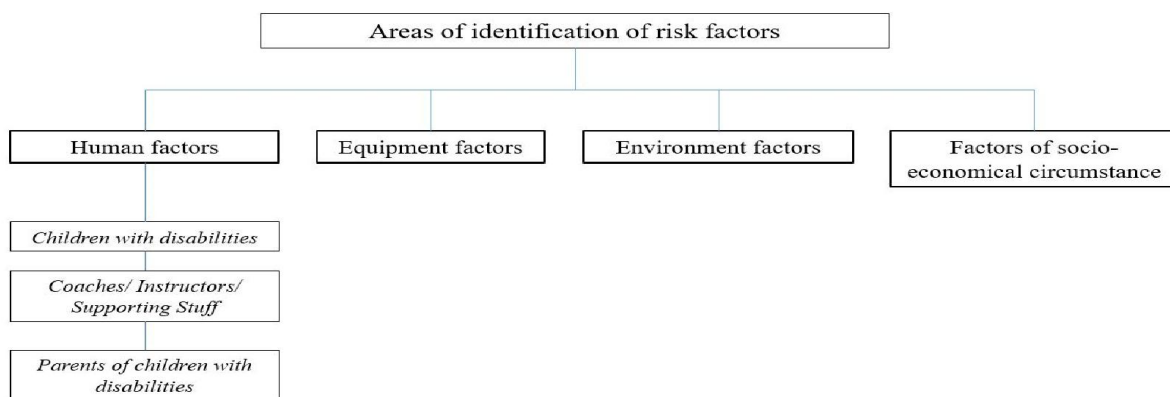 Areas of identification of risk factors
Human factors
Equipment factors
Environment factors
Factors of socio-
economical circumstance
Children with disabilities
Coaches/ Instructors/
Supporting Stuff
Parents of children with
disabilities